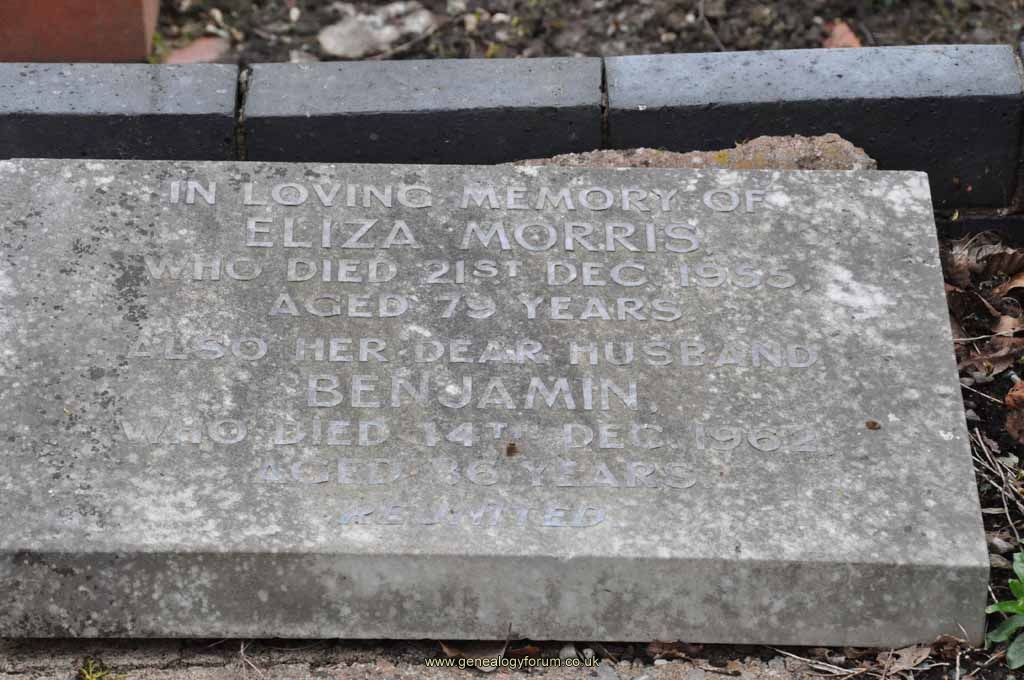 IN LOVING MEMORY OF
ELIZA MORRIS,
WHO DIED 21ST DEC. 1955,
AGED 79 YEARS.
ALSO HER DEAR HUSBAND,
BENJAMIN,
WHO DIED 14TH DEC. 1962,
AGED 86 YEARS.
REUNITED
www.genealogyforum.co.uk